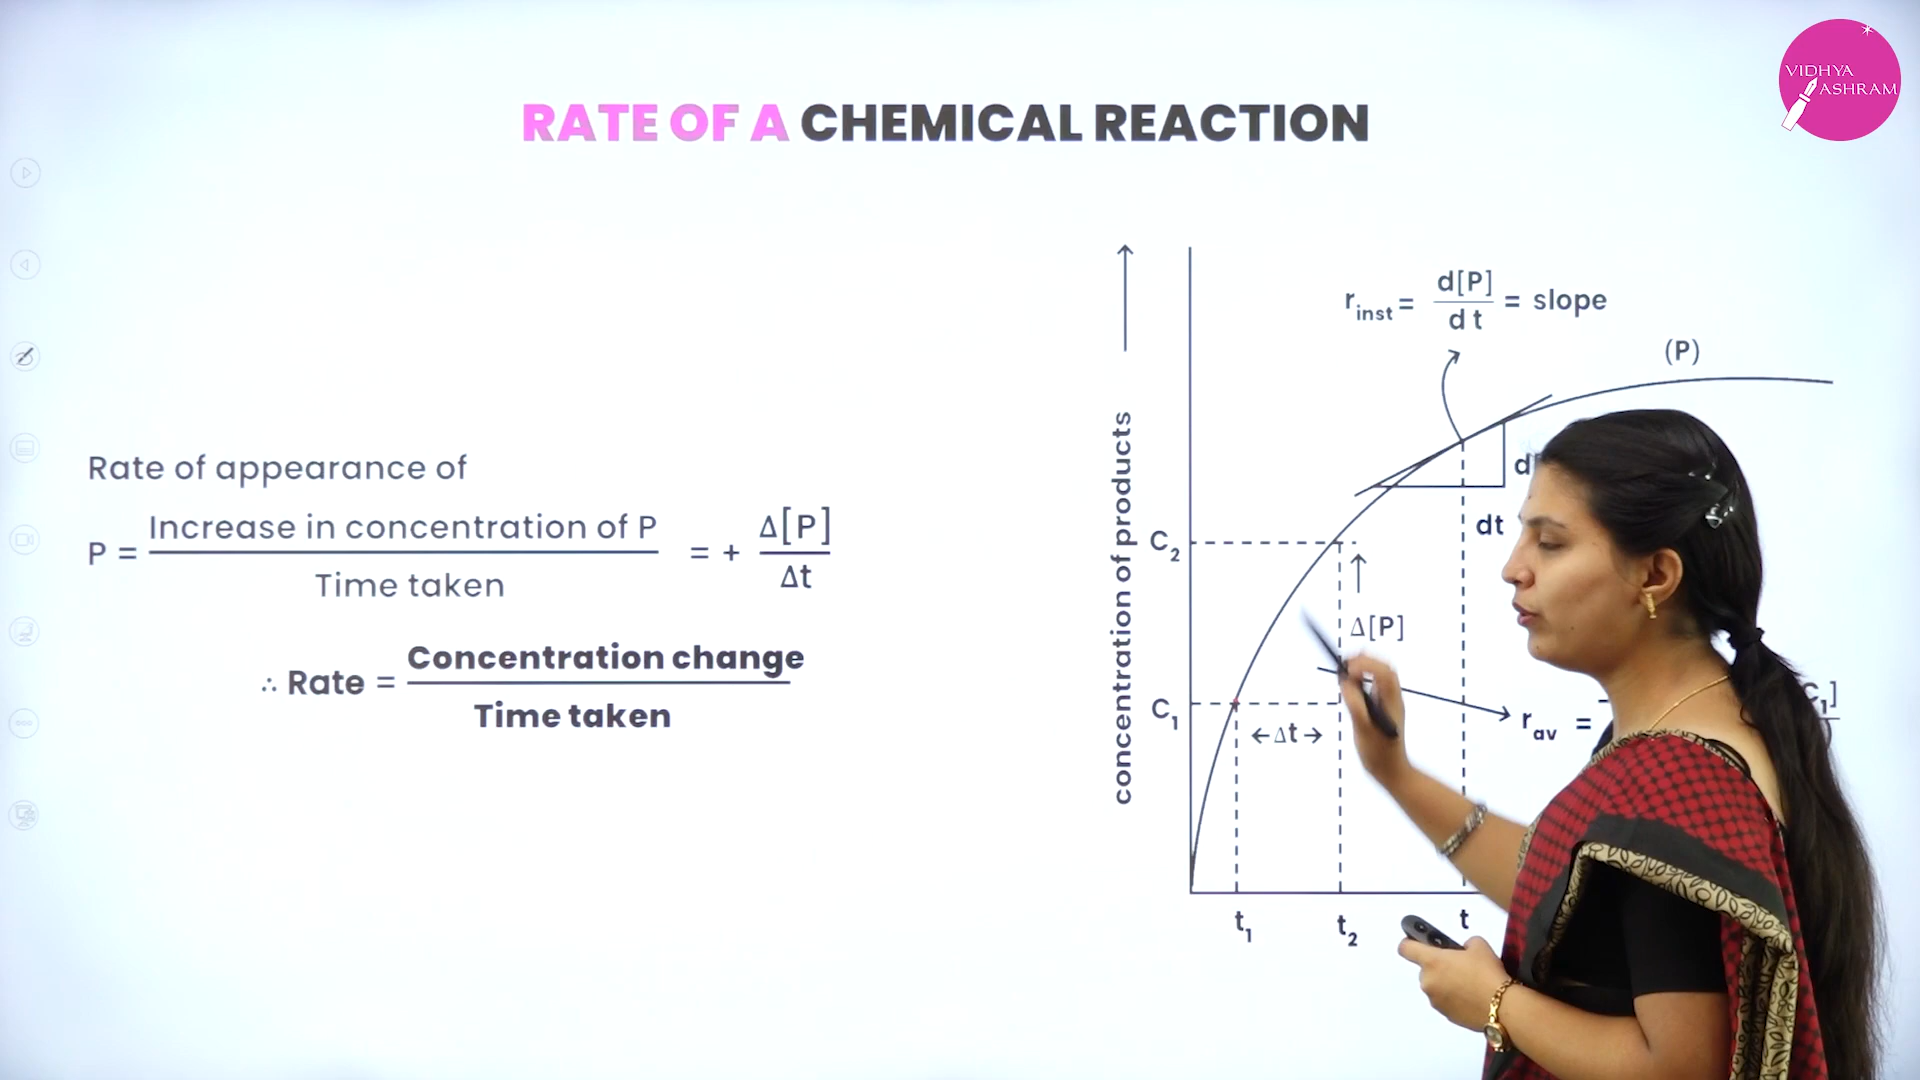 VIDHYA
ASHRAM
RATE OF A CHEMICAL REACTION
Rate of appearance of
P = Increase in concentration of P / Time taken = + Δ[P] / Δt
∴ Rate = Concentration change / Time taken
concentration of products
r_inst = d[P] / d t = slope
(P)
dt
C₂
Δ[P]
C₁
←Δt→
r_av =
C₁]
t₁ t₂ t